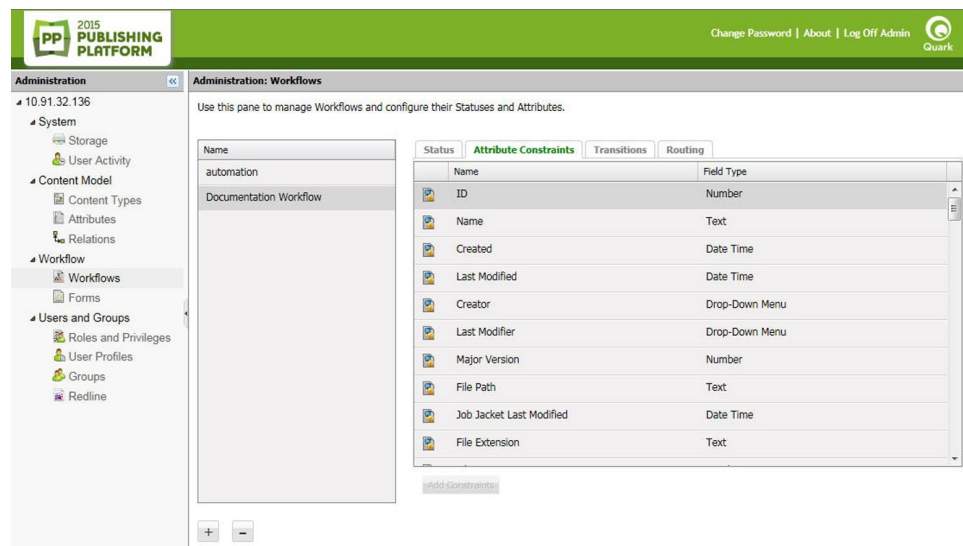 2015
PP PUBLISHING
PLATFORM
Change Password | About | Log Off Admin
Quark
Administration
Administration: Workflows
10.91.32.136
System
Storage
User Activity
Content Model
Content Types
Attributes
Relations
Workflow
Workflows
Forms
Users and Groups
Roles and Privileges
User Profiles
Groups
Redline
Use this pane to manage Workflows and configure their Statuses and Attributes.
Name
automation
Documentation Workflow
Status Attribute Constraints Transitions Routing
Name Field Type
ID Number
Name Text
Created Date Time
Last Modified Date Time
Creator Drop-Down Menu
Last Modifier Drop-Down Menu
Major Version Number
File Path Text
Job Jacket Last Modified Date Time
File Extension Text
Add Constraints
+ -